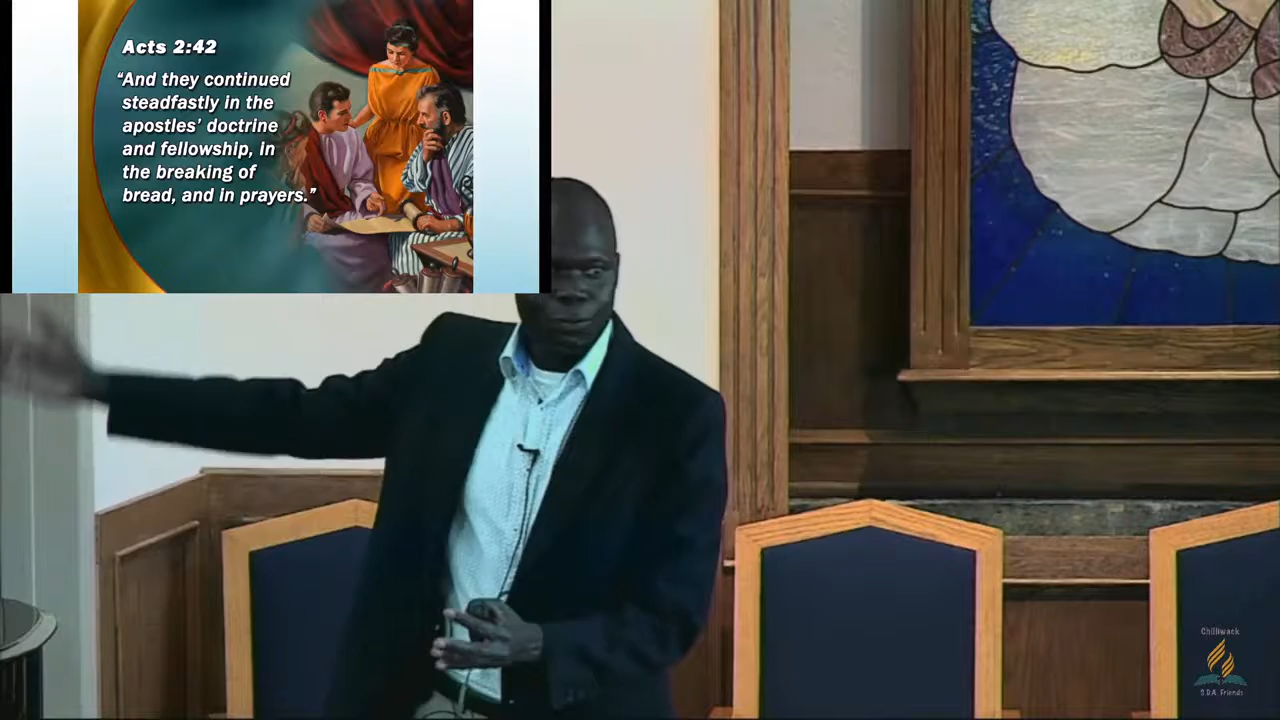 Acts 2:42
“And they continued
steadfastly in the
apostles’ doctrine
and fellowship, in
the breaking of
bread, and in prayers.”
Chilliwack
S.D.A. Friends